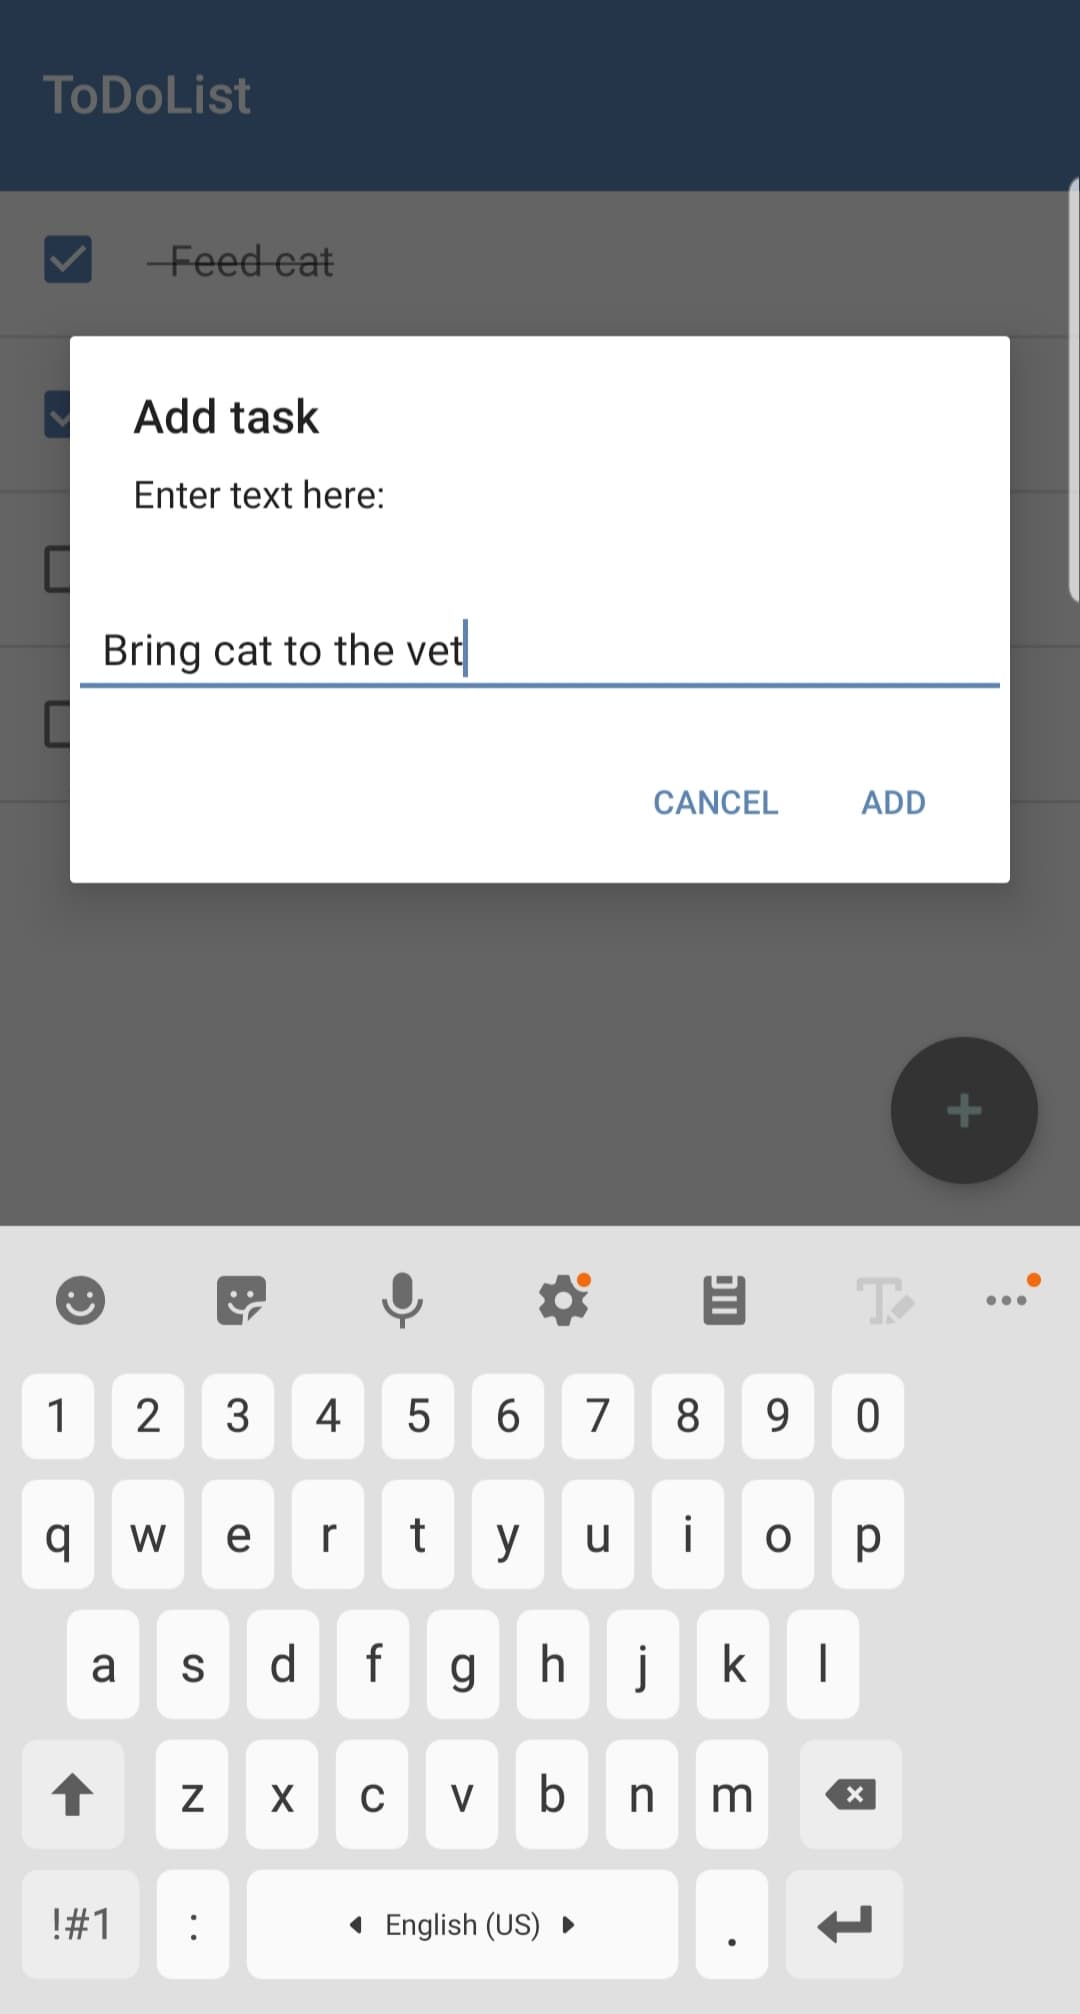 ToDoList
Feed cat
Add task
Enter text here:
Bring cat to the vet
CANCEL ADD
1 2 3 4 5 6 7 8 9 0
q w e r t y u i o p
a s d f g h j k l
z x c v b n m
!#1 : English (US) .